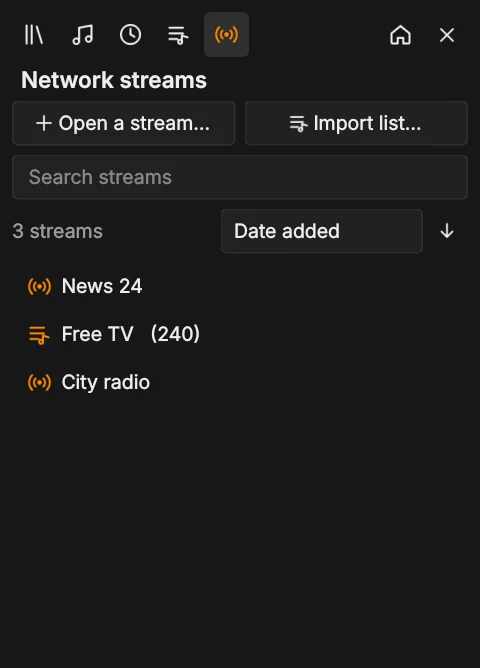 Network streams
Open a stream... Import list...
Search streams
3 streams Date added
News 24
Free TV (240)
City radio